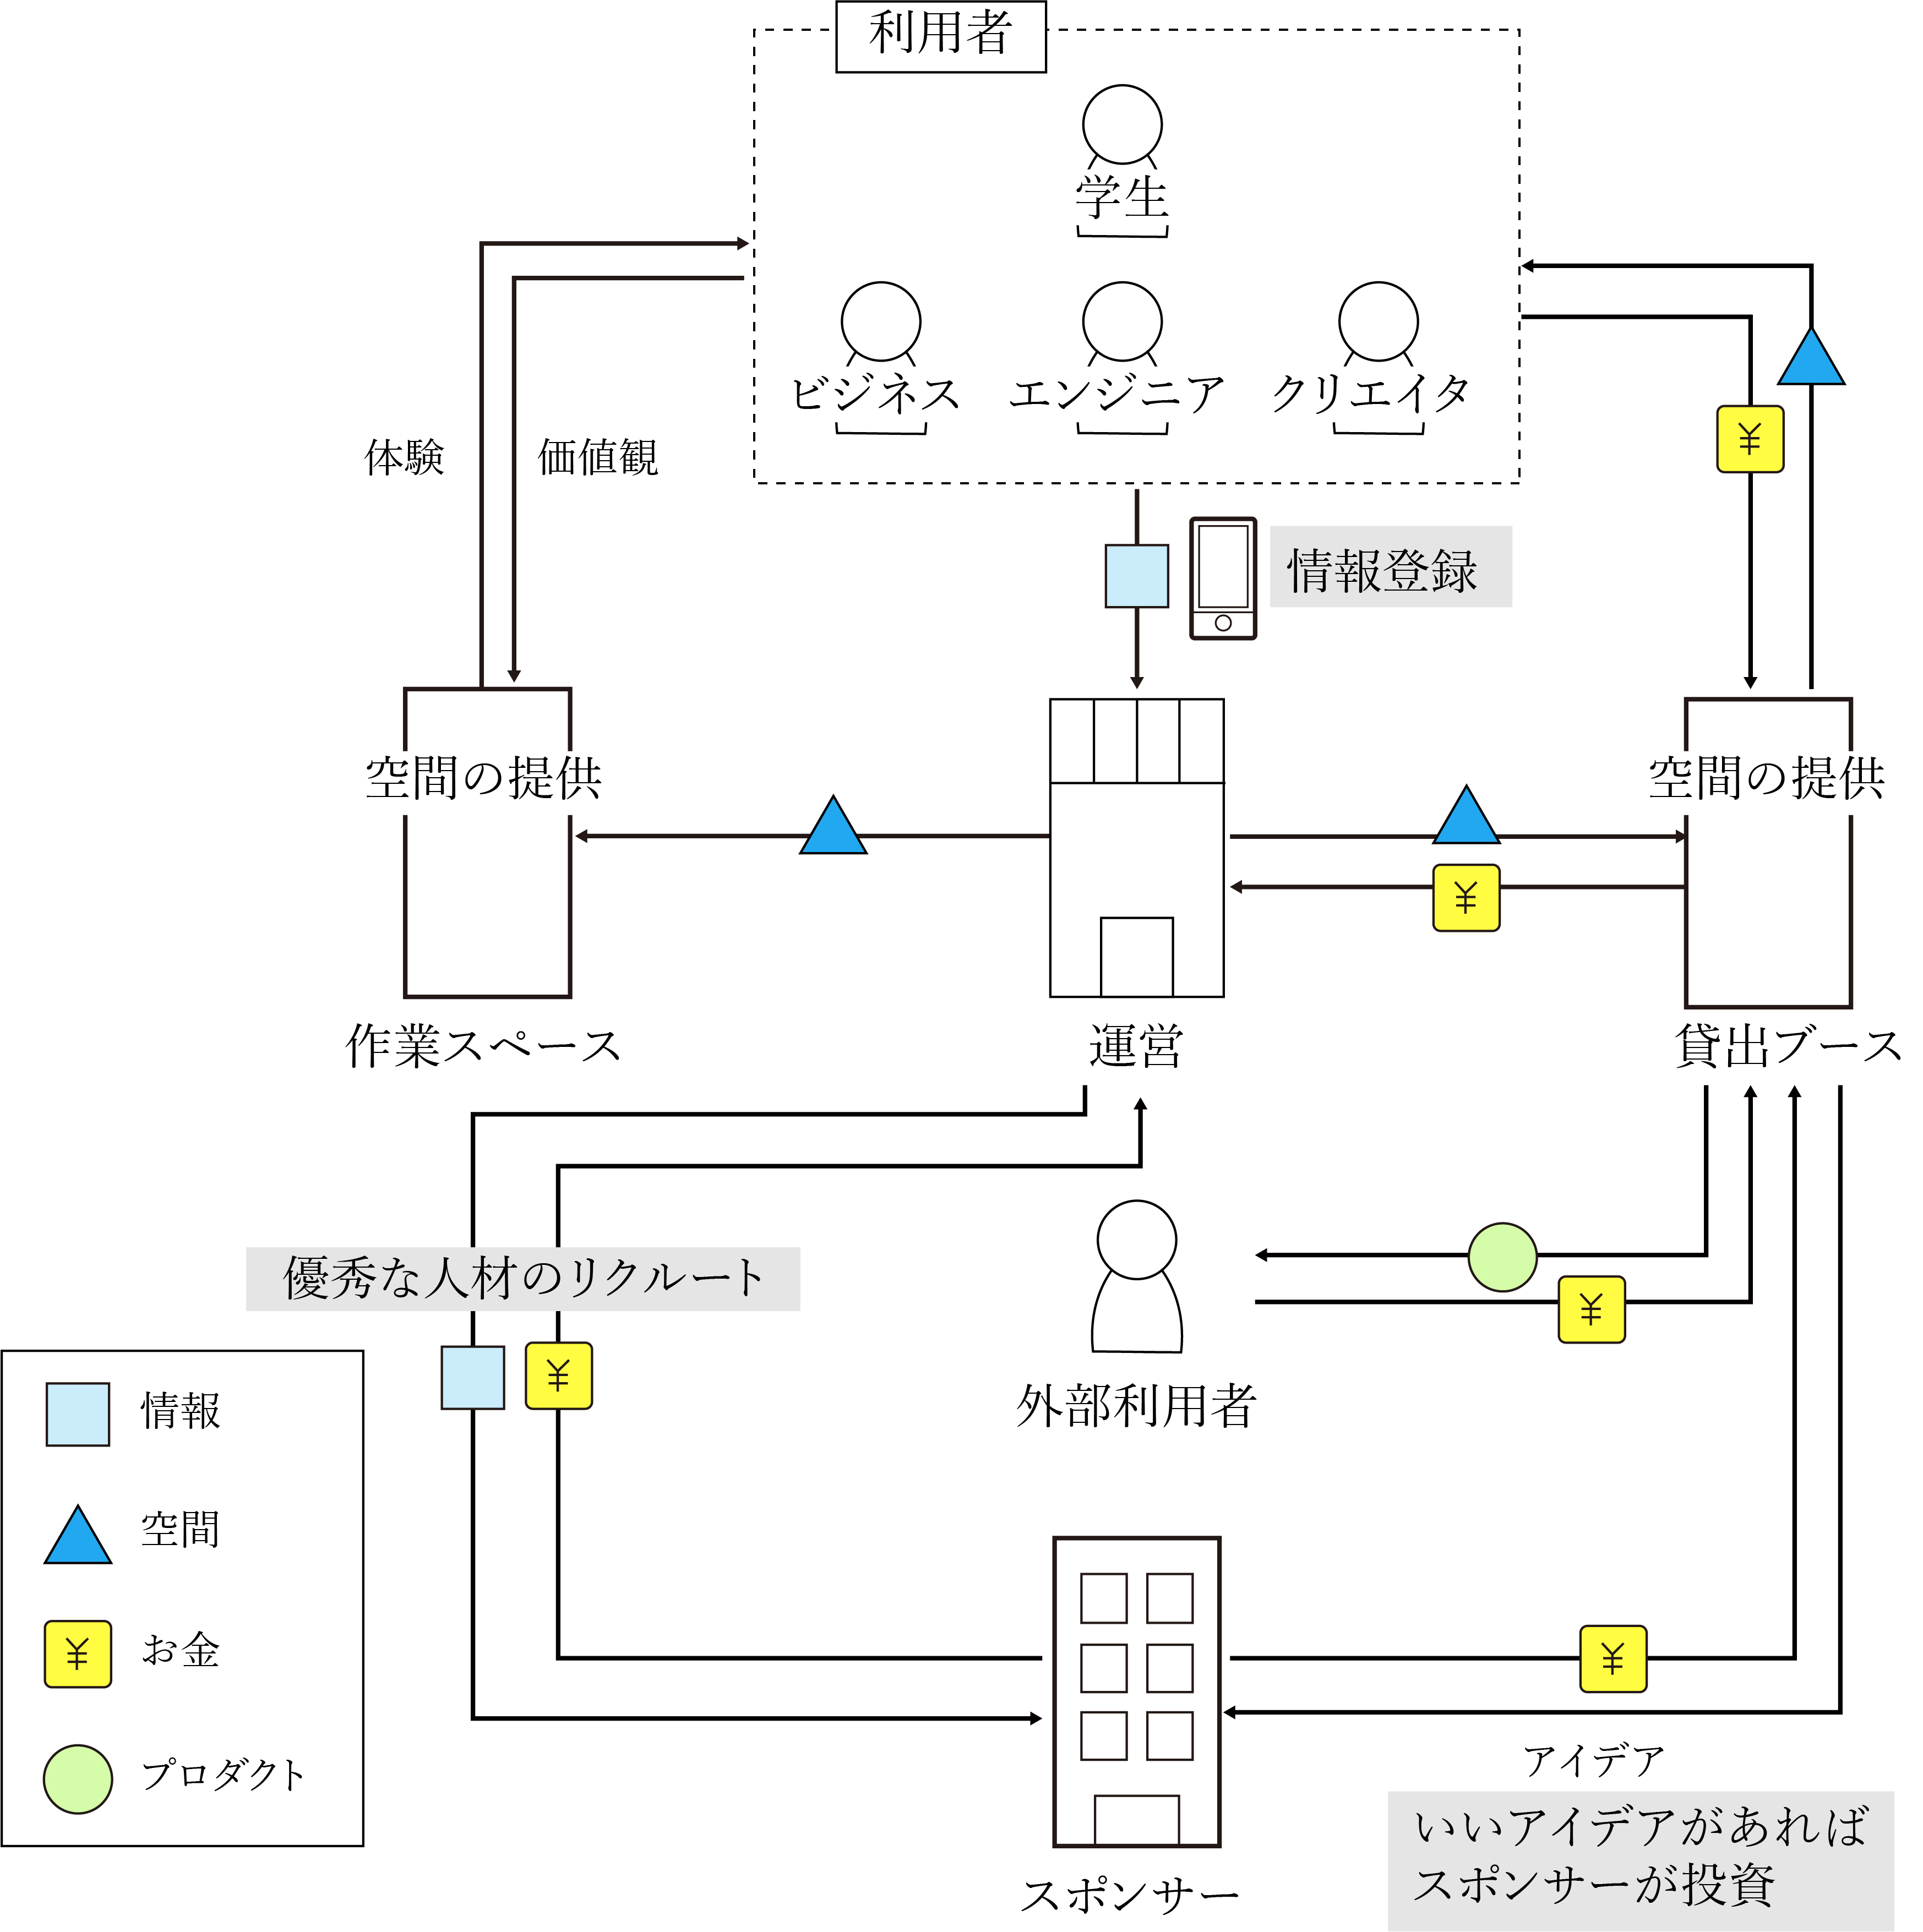 利用者
学生
ビジネス
エンジニア
クリエイタ
体験
価値観
¥
情報登録
空間の提供
空間の提供
¥
作業スペース
運営
貸出ブース
優秀な人材のリクルート
¥
¥
外部利用者
情報
空間
¥
お金
プロダクト
¥
アイデア
いいアイデアがあれば
スポンサーが投資
スポンサー